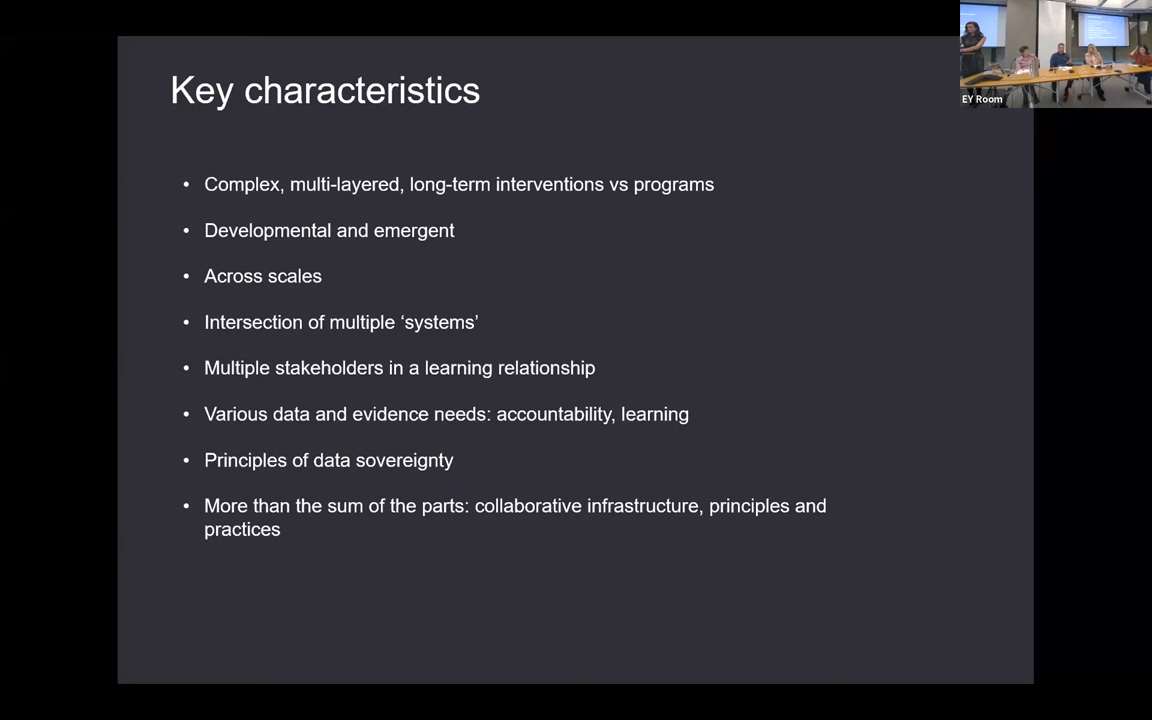 Key characteristics
• Complex, multi-layered, long-term interventions vs programs
• Developmental and emergent
• Across scales
• Intersection of multiple ‘systems’
• Multiple stakeholders in a learning relationship
• Various data and evidence needs: accountability, learning
• Principles of data sovereignty
• More than the sum of the parts: collaborative infrastructure, principles and
practices
EY Room